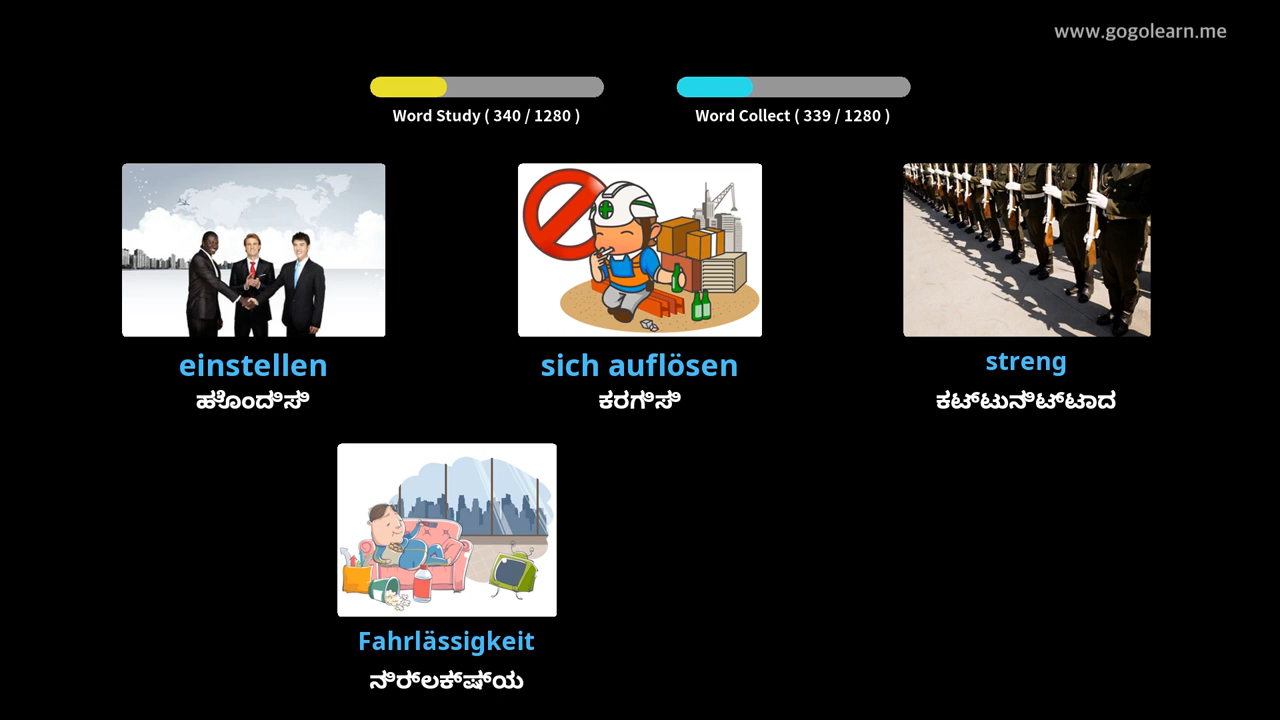 www.gogolearn.me
Word Study ( 340 / 1280 )
Word Collect ( 339 / 1280 )
einstellen
ಹೊಂದಿಸಿ
sich auflösen
ಕರಗಿಸಿ
streng
ಕಟ್ಟುನಿಟ್ಟಾದ
Fahrlässigkeit
ನಿರ್ಲಕ್ಷ್ಯ